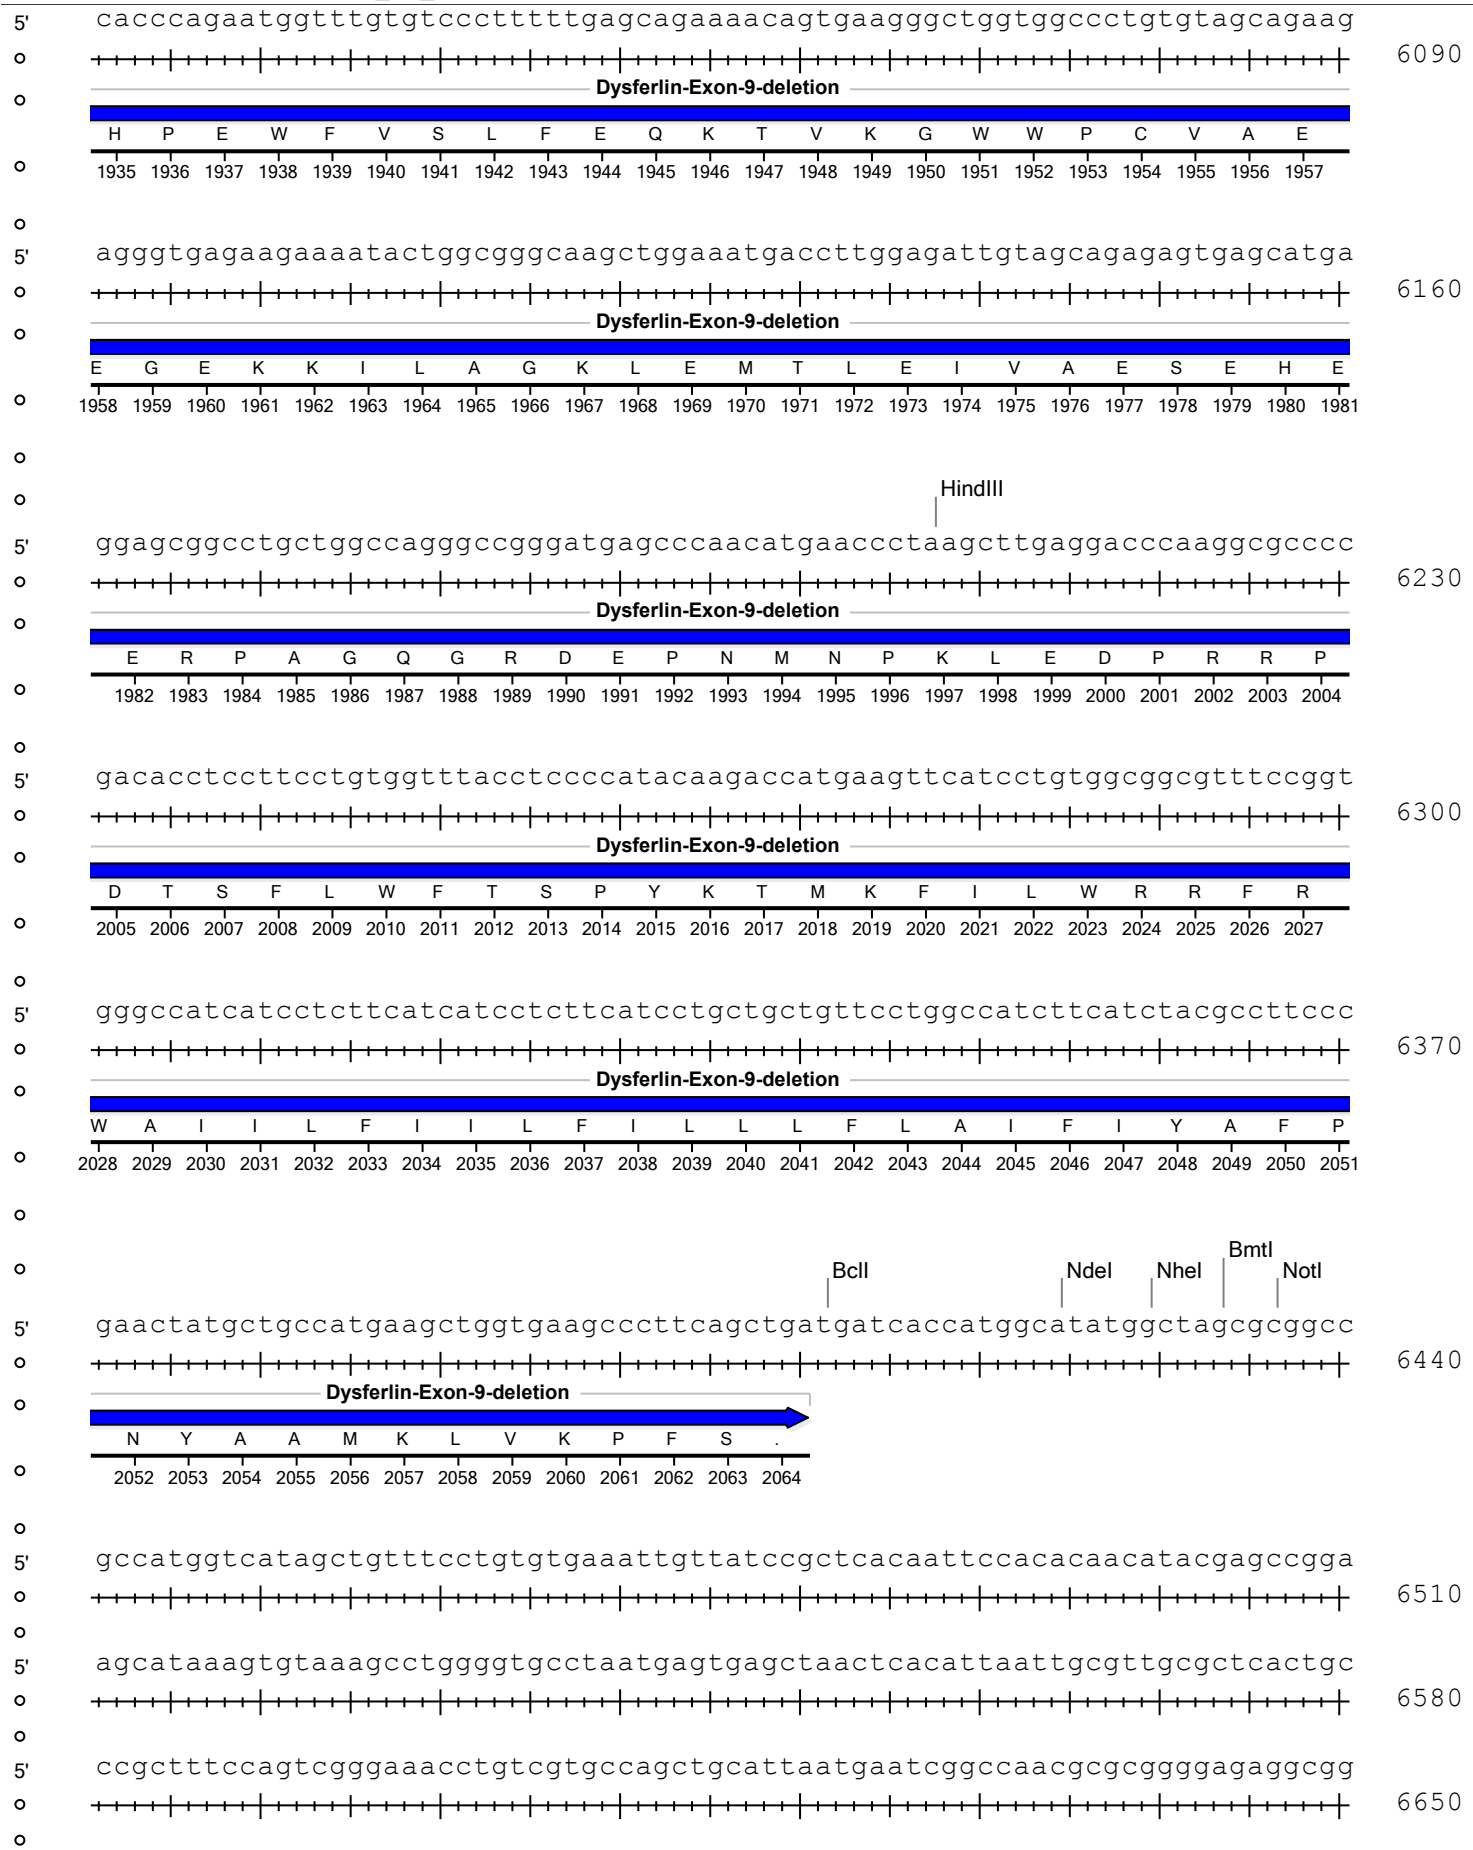 5' cacccagaatggtttgtgtccctttttgagcagaaaacagtgaagggctggtggccctgtgtagcagaag
6090
Dysferlin-Exon-9-deletion
H P E W F V S L F E Q K T V K G W W P C V A E
1935 1936 1937 1938 1939 1940 1941 1942 1943 1944 1945 1946 1947 1948 1949 1950 1951 1952 1953 1954 1955 1956 1957
5' agggtgagaagaaaatactggcgggcaagctggaaatgaccttggagattgtagcagagagtgagcatga
6160
Dysferlin-Exon-9-deletion
E G E K K I L A G K L E M T L E I V A E S E H E
1958 1959 1960 1961 1962 1963 1964 1965 1966 1967 1968 1969 1970 1971 1972 1973 1974 1975 1976 1977 1978 1979 1980 1981
HindIII
5' ggagcggcctgctggccagggccgggatgagcccaacatgaaccctaagcttgaggacccaaggcgcccc
6230
Dysferlin-Exon-9-deletion
E R P A G Q G R D E P N M N P K L E D P R R P
1982 1983 1984 1985 1986 1987 1988 1989 1990 1991 1992 1993 1994 1995 1996 1997 1998 1999 2000 2001 2002 2003 2004
5' gacacctccttcctgtggtttacctccccatacaagaccatgaagttcatcctgtggcggcgtttccggt
6300
Dysferlin-Exon-9-deletion
D T S F L W F T S P Y K T M K F I L W R R F R
2005 2006 2007 2008 2009 2010 2011 2012 2013 2014 2015 2016 2017 2018 2019 2020 2021 2022 2023 2024 2025 2026 2027
5' gggccatcatcctcttcatcatcctcttcatcctgctgctgttcctggccatcttcatctacgccttccc
6370
Dysferlin-Exon-9-deletion
W A I I L F I I L F I L L L F L A I F I Y A F P
2028 2029 2030 2031 2032 2033 2034 2035 2036 2037 2038 2039 2040 2041 2042 2043 2044 2045 2046 2047 2048 2049 2050 2051
BclI NdeI NheI BmtI NotI
5' gaactatgctgccatgaagctggtgaagcccttcagctgatgatcaccatggcatatggctagcgcggcc
6440
Dysferlin-Exon-9-deletion
N Y A A M K L V K P F S .
2052 2053 2054 2055 2056 2057 2058 2059 2060 2061 2062 2063 2064
5' gccatggtcatagctgtttcctgtgtgaaattgttatccgctcacaattccacacaacatacgagccgga
6510
5' agcataaagtgtaaagcctggggtgcctaatgagtgagctaactcacattaattgcgttgcgctcactgc
6580
5' ccgctttccagtcgggaaacctgtcgtgccagctgcattaatgaatcggccaacgcgcggggagaggcgg
6650